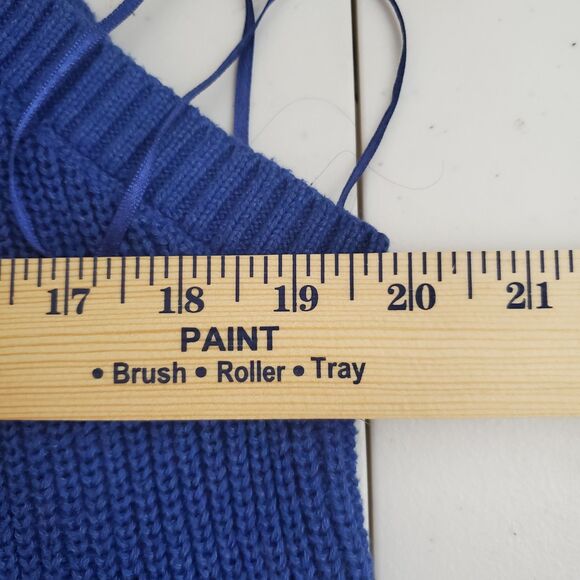 17 18 19 20 21
PAINT
• Brush • Roller • Tray